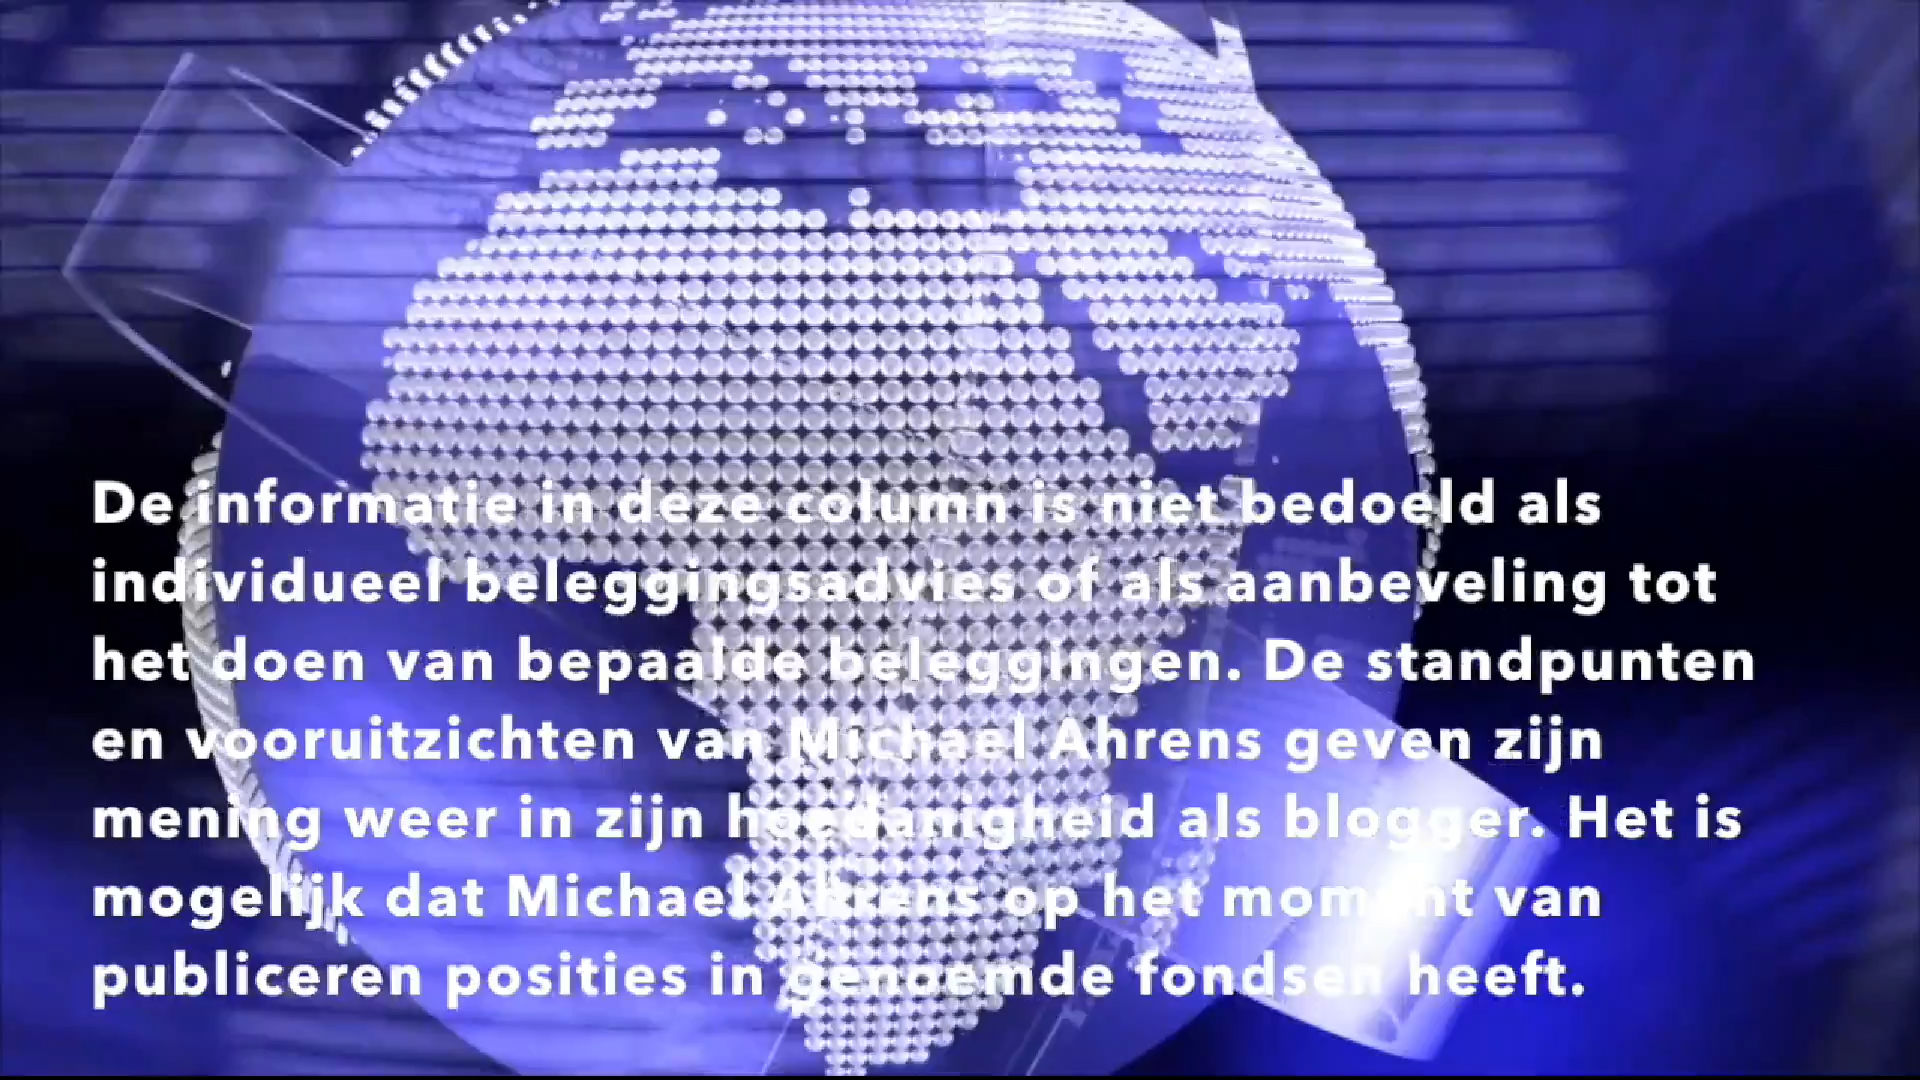 De informatie in deze column is niet bedoeld als
individueel beleggingsadvies of als aanbeveling tot
het doen van bepaalde beleggingen. De standpunten
en vooruitzichten van Michael Ahrens geven zijn
mening weer in zijn hoedanigheid als blogger. Het is
mogelijk dat Michael Ahrens op het moment van
publiceren posities in genoemde fondsen heeft.